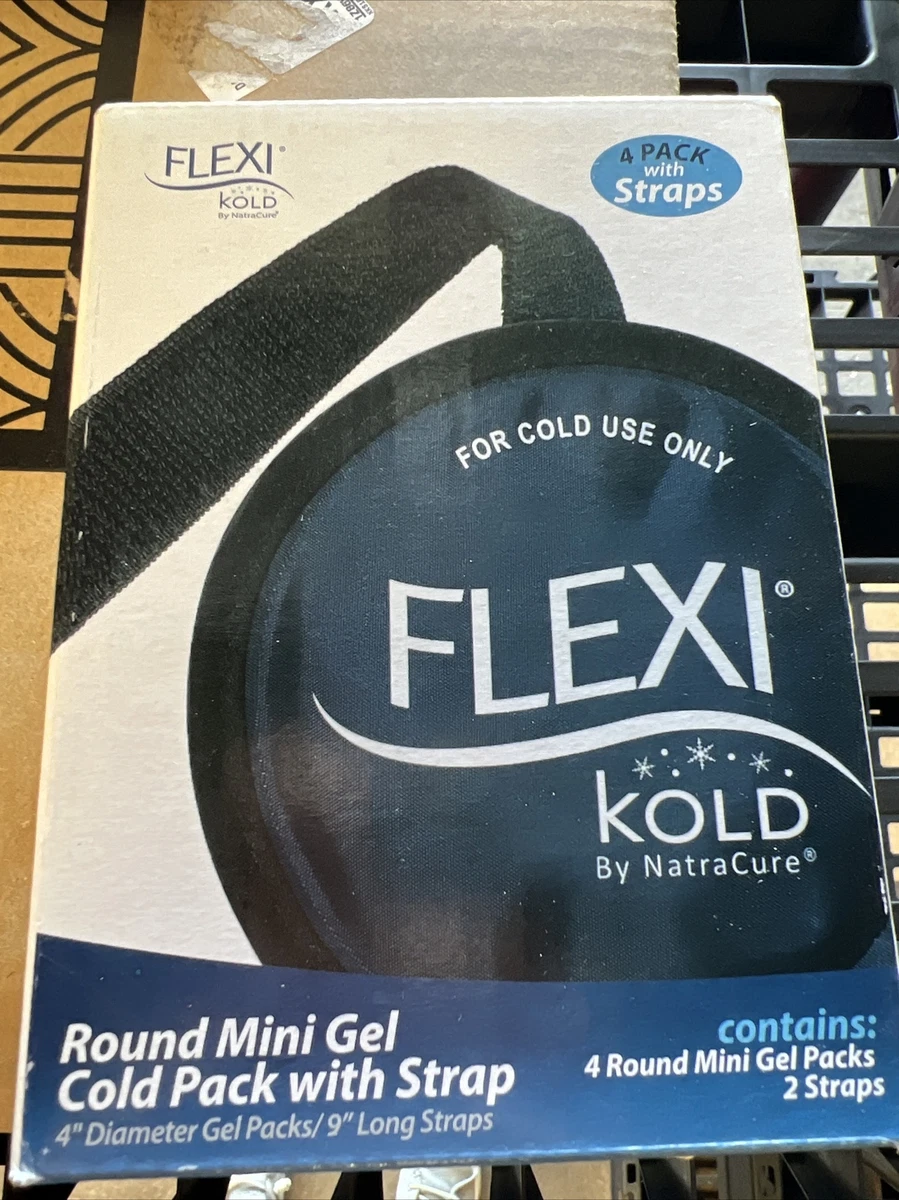 FLEXI®
KOLD
By NatraCure®
4 PACK
with
Straps
FOR COLD USE ONLY
FLEXI®
KOLD
By NatraCure®
Round Mini Gel
Cold Pack with Strap
4" Diameter Gel Packs/ 9" Long Straps
contains:
4 Round Mini Gel Packs
2 Straps